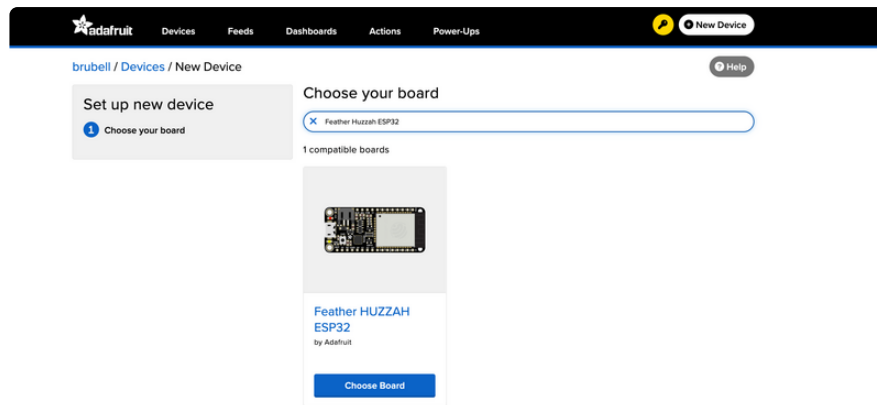 adafruit Devices Feeds Dashboards Actions Power-Ups New Device
brubell / Devices / New Device Help
Set up new device
1 Choose your board
Choose your board
Feather Huzzah ESP32
1 compatible boards
Feather HUZZAH
ESP32
by Adafruit
Choose Board